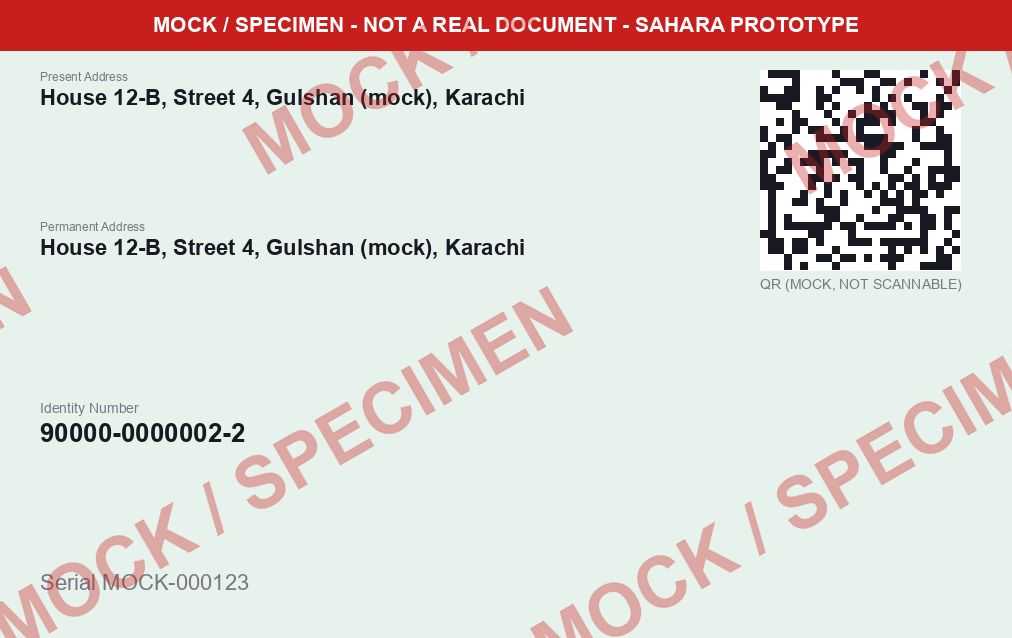 MOCK / SPECIMEN - NOT A REAL DOCUMENT - SAHARA PROTOTYPE
Present Address
House 12-B, Street 4, Gulshan (mock), Karachi
Permanent Address
House 12-B, Street 4, Gulshan (mock), Karachi
QR (MOCK, NOT SCANNABLE)
Identity Number
90000-0000002-2
Serial MOCK-000123
MOCK /
MOCK /
N
MOCK / SPECIMEN
MOCK / SPECIM